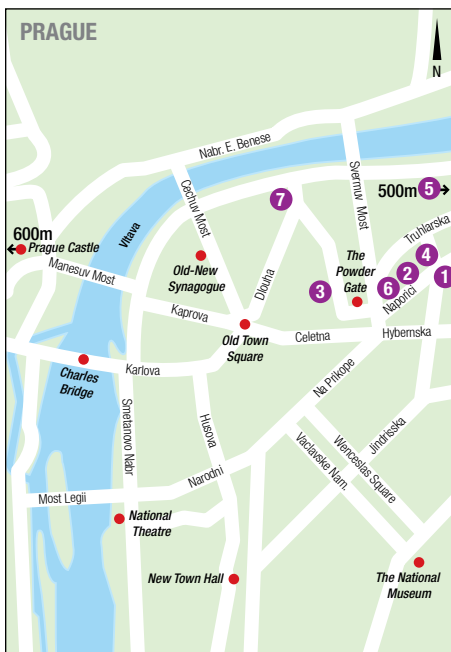 PRAGUE
N
Nabr. E. Benese
Svermuv Most
Cechuv Most
500m
5
7
Vltava
Truhlarska
600m
Prague Castle
Manesuv Most
Old-New
Synagogue
Dlouha
The
Powder
Gate
4
2
1
3
6
Naporici
Kaprova
Old Town
Square
Celetna
Hybernska
Charles
Bridge
Karlova
Na Prikope
Smetanovo Nabr
Husova
Jindrisska
Wenceslas Square
Vaclavske Nam.
Narodni
Most Legii
National
Theatre
New Town Hall
The National
Museum